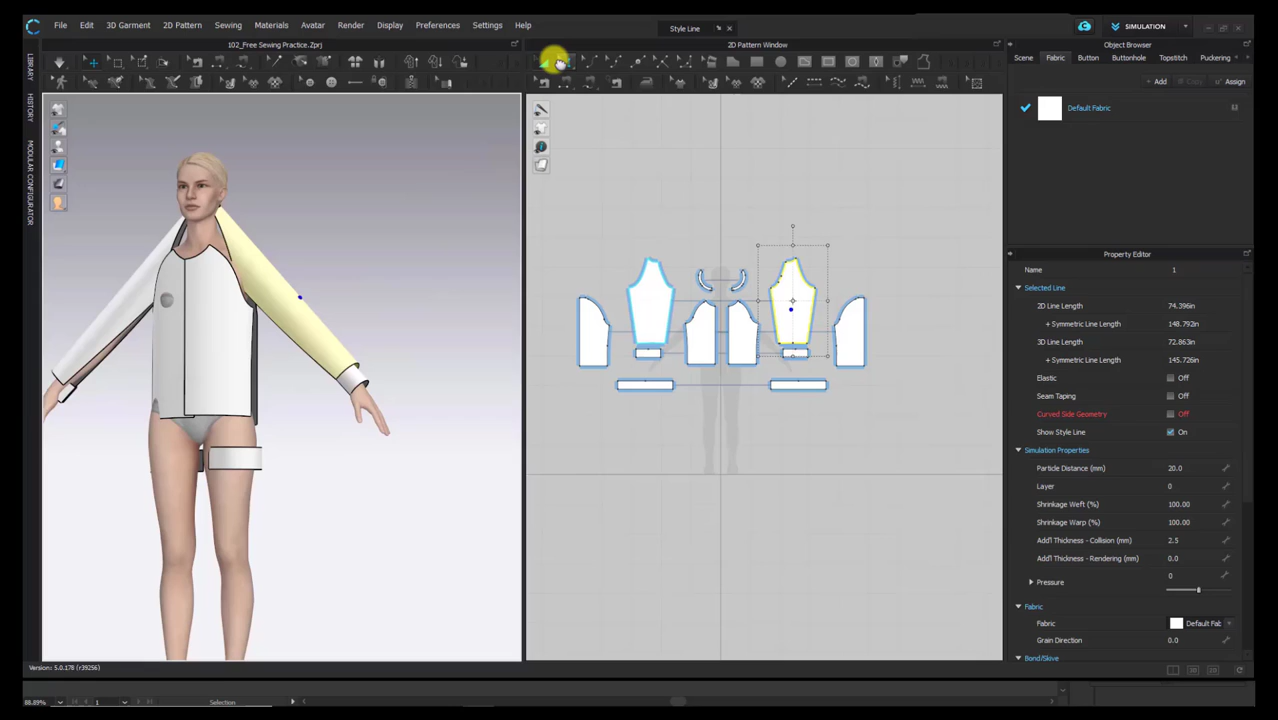 File Edit 3D Garment 2D Pattern Sewing Materials Avatar Render Display Preferences Settings Help
Style Line
SIMULATION
102_Free Sewing Practice.Zprj
2D Pattern Window
Object Browser
Scene Fabric Button Buttonhole Topstitch Puckering
+ Add Copy Assign
Default Fabric
LIBRARY
HISTORY
MODULAR CONFIGURATOR
Property Editor
Name 1
Selected Line
2D Line Length 74.396in
+ Symmetric Line Length 148.792in
3D Line Length 72.863in
+ Symmetric Line Length 145.726in
Elastic Off
Seam Taping Off
Curved Side Geometry Off
Show Style Line On
Simulation Properties
Particle Distance (mm) 20.0
Layer 0
Shrinkage Weft (%) 100.00
Shrinkage Warp (%) 100.00
Add'l Thickness - Collision (mm) 2.5
Add'l Thickness - Rendering (mm) 0.0
Pressure 0
Fabric
Fabric Default Fab
Grain Direction 0.0
Bond/Skive
Version: 5.0.178 (r39256)
2D
88.89% 1 Selection